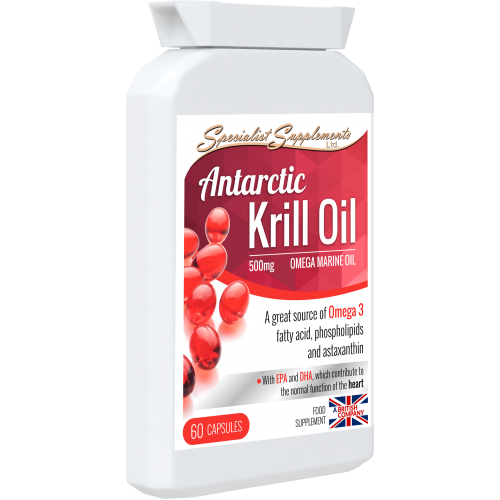 Specialist Supplements
Ltd.
Antarctic
Krill Oil
500mg OMEGA MARINE OIL
A great source of Omega 3
fatty acid, phospholipids
and astaxanthin
• With EPA and DHA, which contribute to
the normal function of the heart
60 CAPSULES
FOOD
SUPPLEMENT
A BRITISH
COMPANY